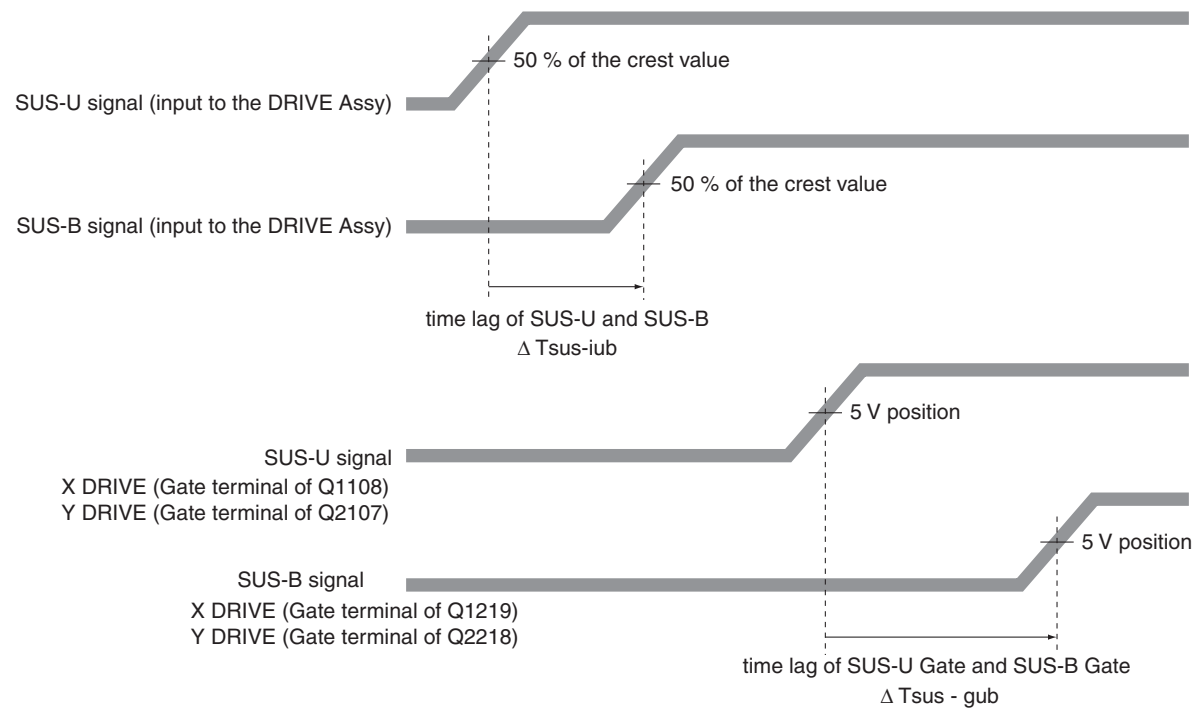 50 % of the crest value
SUS-U signal (input to the DRIVE Assy)
50 % of the crest value
SUS-B signal (input to the DRIVE Assy)
time lag of SUS-U and SUS-B
Δ Tsus-iub
5 V position
SUS-U signal
X DRIVE (Gate terminal of Q1108)
Y DRIVE (Gate terminal of Q2107)
5 V position
SUS-B signal
X DRIVE (Gate terminal of Q1219)
Y DRIVE (Gate terminal of Q2218)
time lag of SUS-U Gate and SUS-B Gate
Δ Tsus - gub